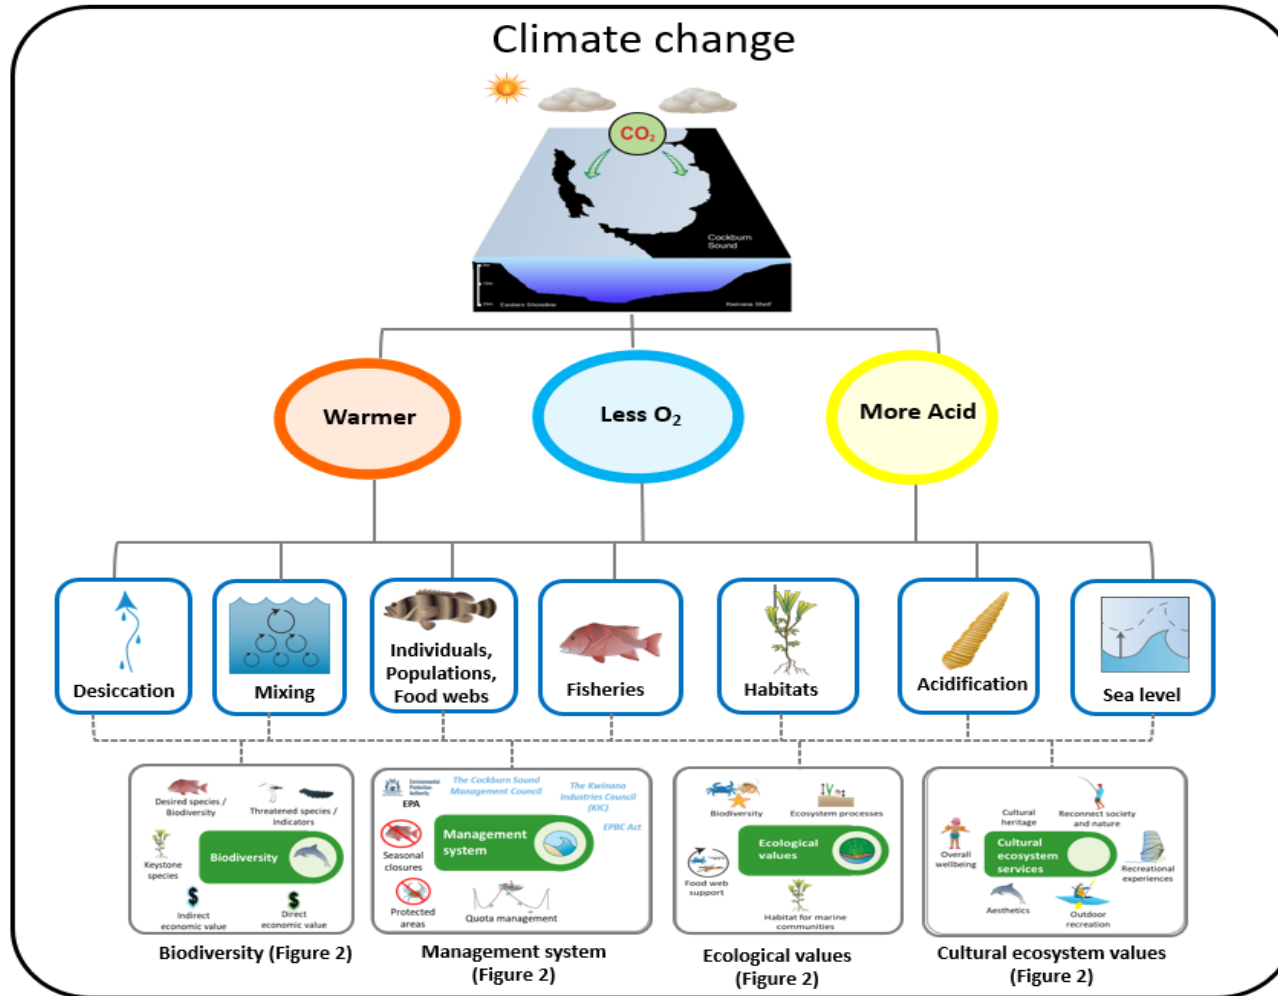 Climate change
CO₂
Cockburn
Sound
Eastern Shoreline
Kwinana Shelf
Warmer
Less O₂
More Acid
Desiccation
Mixing
Individuals,
Populations,
Food webs
Fisheries
Habitats
Acidification
Sea level
Desired species /
Biodiversity
Threatened species /
Indicators
Keystone
species
Biodiversity
$
Indirect
economic value
$
Direct
economic value
Biodiversity (Figure 2)
Environmental
Protection
Authority
EPA
The Cockburn Sound
Management Council
The Kwinana
Industries Council
(KIC)
EPBC Act
Seasonal
closures
Management
system
Protected
areas
Quota management
Management system
(Figure 2)
Biodiversity
Ecosystem processes
Food web
support
Ecological
values
Habitat for marine
communities
Ecological values
(Figure 2)
Cultural
heritage
Reconnect society
and nature
Overall
wellbeing
Cultural
ecosystem
services
Recreational
experiences
Aesthetics
Outdoor
recreation
Cultural ecosystem values
(Figure 2)